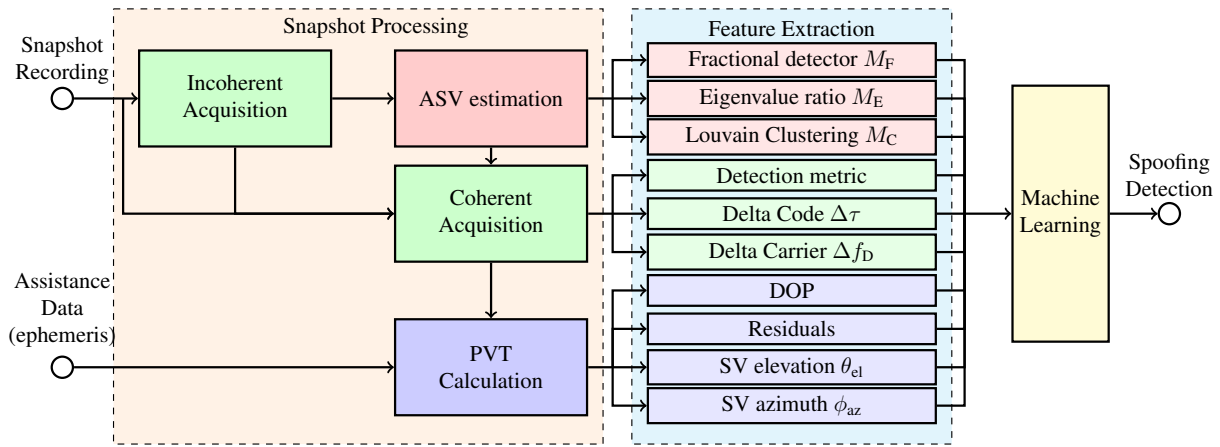 Snapshot Processing
Feature Extraction
Snapshot
Recording
Incoherent
Acquisition
ASV estimation
Fractional detector M_F
Eigenvalue ratio M_E
Louvain Clustering M_C
Coherent
Acquisition
Detection metric
Delta Code Δτ
Delta Carrier Δf_D
Assistance
Data
(ephemeris)
PVT
Calculation
DOP
Residuals
SV elevation θ_el
SV azimuth ϕ_az
Machine
Learning
Spoofing
Detection